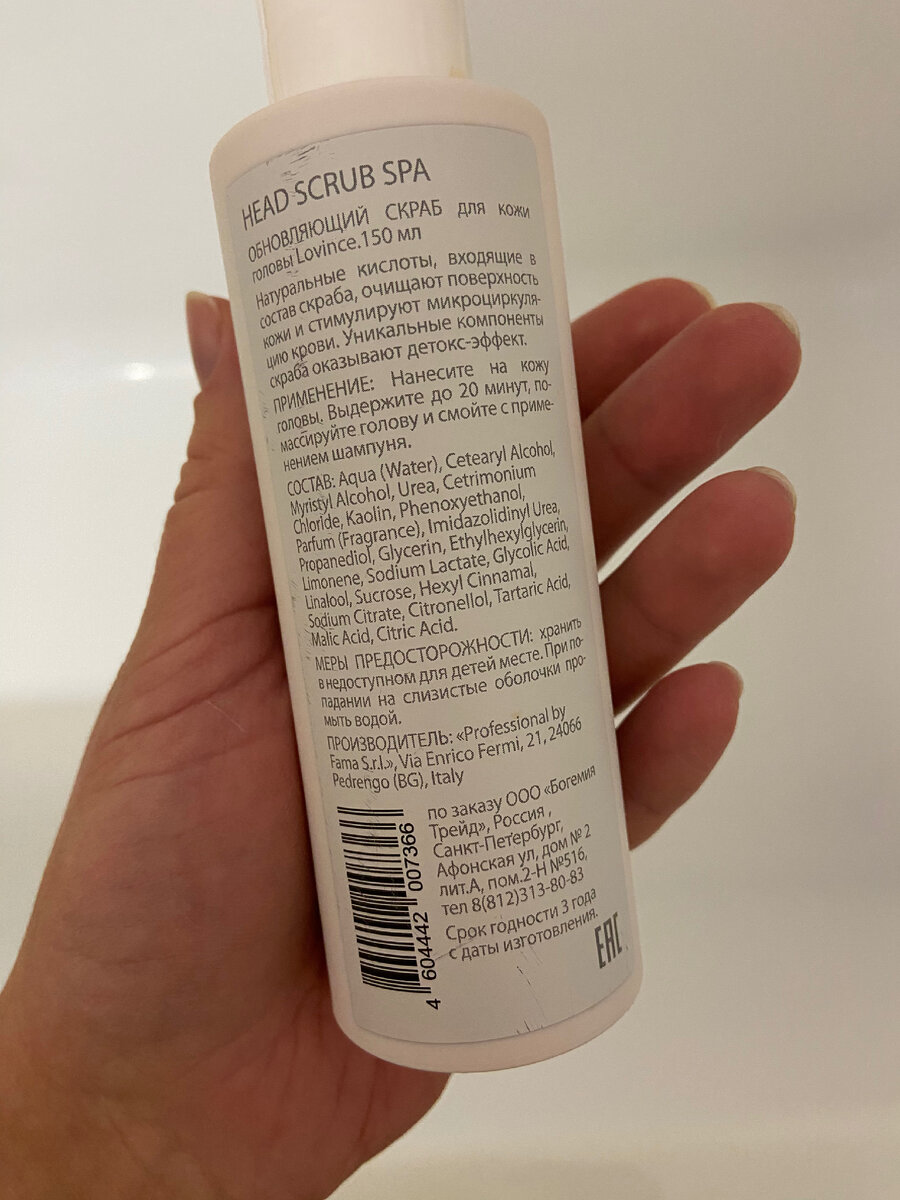 HEAD SCRUB SPA
ОБНОВЛЯЮЩИЙ СКРАБ для кожи
головы Lovince.150 мл
Натуральные кислоты, входящие в
состав скраба, очищают поверхность
кожи и стимулируют микроциркуля-
цию крови. Уникальные компоненты
скраба оказывают детокс-эффект.
ПРИМЕНЕНИЕ: Нанесите на кожу
головы. Выдержите до 20 минут, по-
массируйте голову и смойте с приме-
нением шампуня.
СОСТАВ: Aqua (Water), Cetearyl Alcohol,
Myristyl Alcohol, Urea, Cetrimonium
Chloride, Kaolin, Phenoxyethanol,
Parfum (Fragrance), Imidazolidinyl Urea,
Propanediol, Glycerin, Ethylhexylglycerin,
Limonene, Sodium Lactate, Glycolic Acid,
Linalool, Sucrose, Hexyl Cinnamal,
Sodium Citrate, Citronellol, Tartaric Acid,
Malic Acid, Citric Acid.
МЕРЫ ПРЕДОСТОРОЖНОСТИ: хранить
в недоступном для детей месте. При по-
падании на слизистые оболочки про-
мыть водой.
ПРОИЗВОДИТЕЛЬ: «Professional by
Fama S.r.l.», Via Enrico Fermi, 21, 24066
Pedrengo (BG), Italy
по заказу ООО «Богемия
Трейд», Россия ,
Санкт-Петербург,
Афонская ул, дом № 2
лит.А, пом.2-Н №516,
тел 8(812)313-80-83
Срок годности 3 года
с даты изготовления.
4 604442 007366
EAC